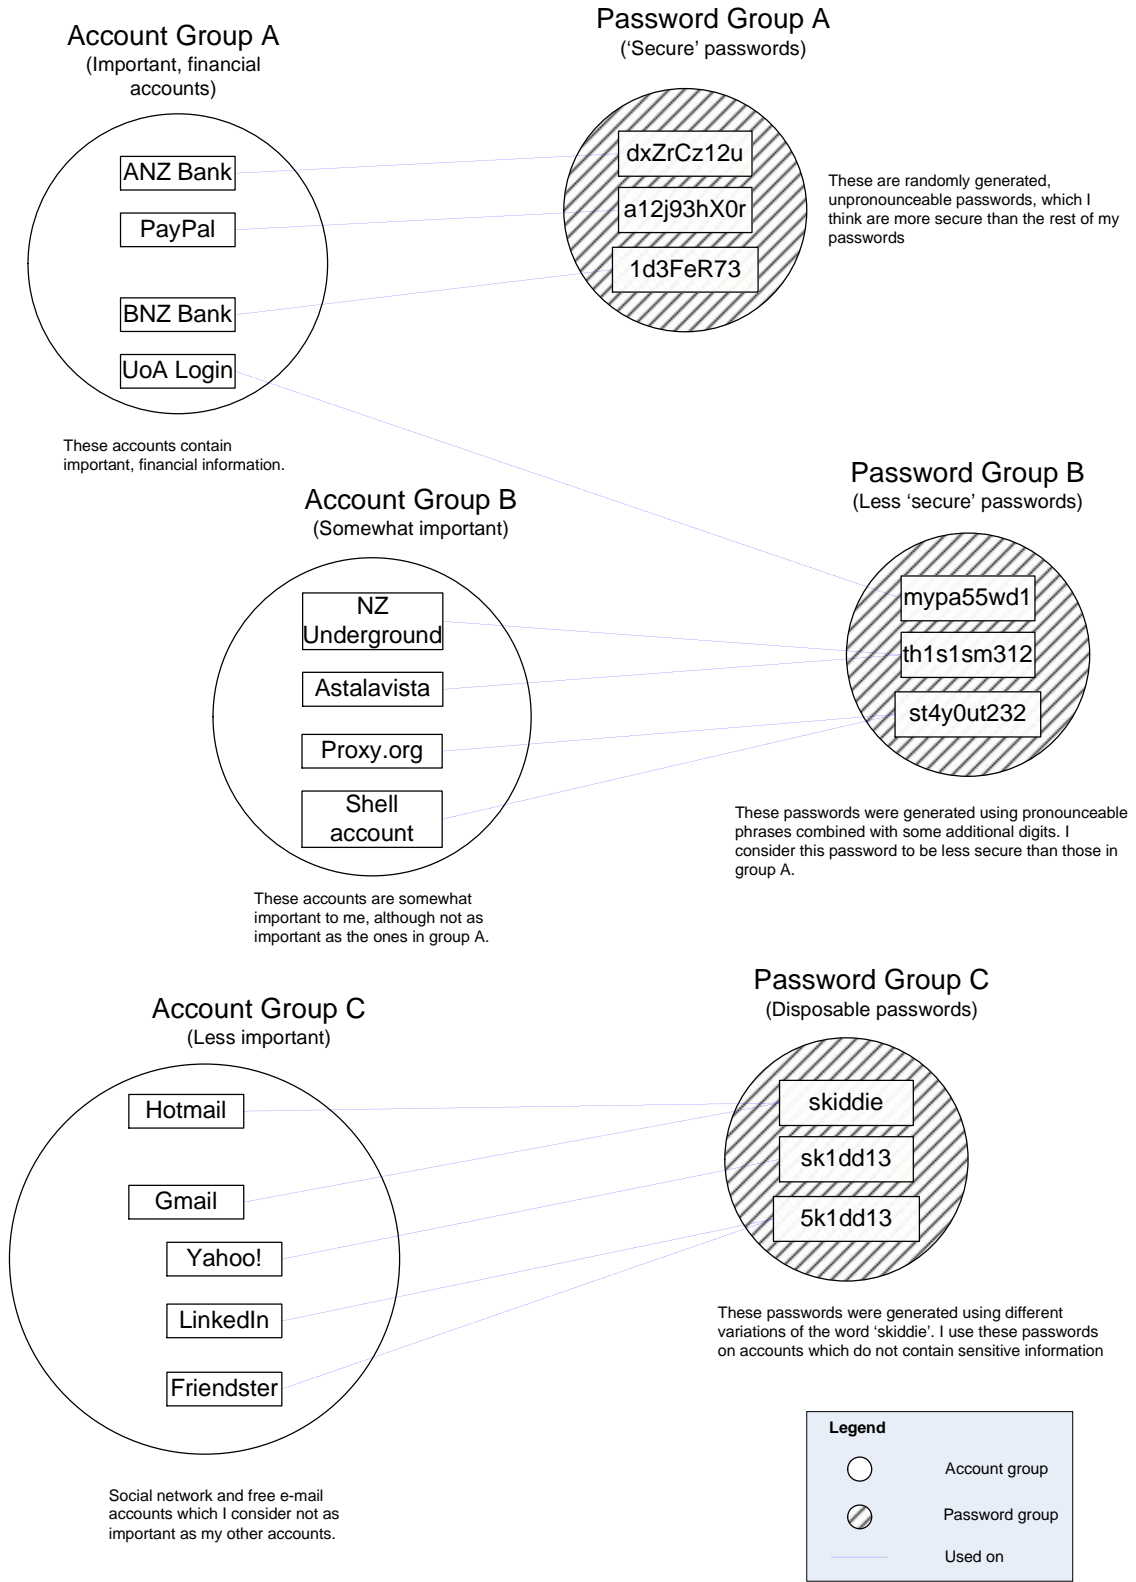 Account Group A
(Important, financial
accounts)
ANZ Bank
PayPal
BNZ Bank
UoA Login
These accounts contain
important, financial information.
Password Group A
(‘Secure’ passwords)
dxZrCz12u
a12j93hX0r
1d3FeR73
These are randomly generated,
unpronounceable passwords, which I
think are more secure than the rest of my
passwords
Account Group B
(Somewhat important)
NZ
Underground
Astalavista
Proxy.org
Shell
account
These accounts are somewhat
important to me, although not as
important as the ones in group A.
Password Group B
(Less ‘secure’ passwords)
mypa55wd1
th1s1sm312
st4y0ut232
These passwords were generated using pronounceable
phrases combined with some additional digits. I
consider this password to be less secure than those in
group A.
Account Group C
(Less important)
Hotmail
Gmail
Yahoo!
LinkedIn
Friendster
Social network and free e-mail
accounts which I consider not as
important as my other accounts.
Password Group C
(Disposable passwords)
skiddie
sk1dd13
5k1dd13
These passwords were generated using different
variations of the word ‘skiddie’. I use these passwords
on accounts which do not contain sensitive information
Legend
Account group
Password group
Used on